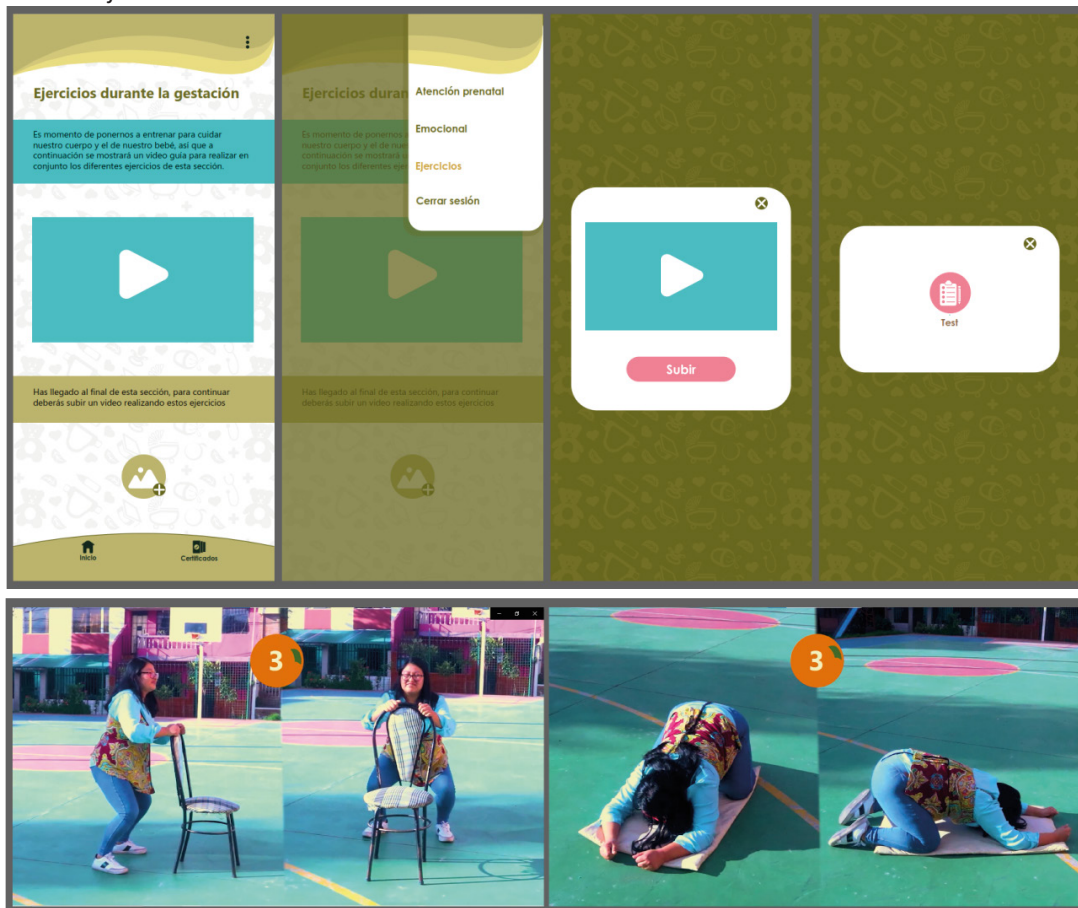 Ejercicios durante la gestación
Es momento de ponernos a entrenar para cuidar
nuestro cuerpo y el de nuestro bebé, asi que a
continuación se mostrará un video guía para realizar en
conjunto los diferentes ejercicios de esta sección.
Has llegado al final de esta sección, para continuar
deberás subir un video realizando estos ejercicios
Inicio
Certificados
Ejercicios duran
Es momento de ponernos a
nuestro cuerpo y el de nue
continuación se mostrará u
conjunto los diferentes eje
Atención prenatal
Emocional
Ejercicios
Cerrar sesión
Has llegado al final de esta sección, para continuar
deberás subir un video realizando estos ejercicios
Subir
Test
3
3